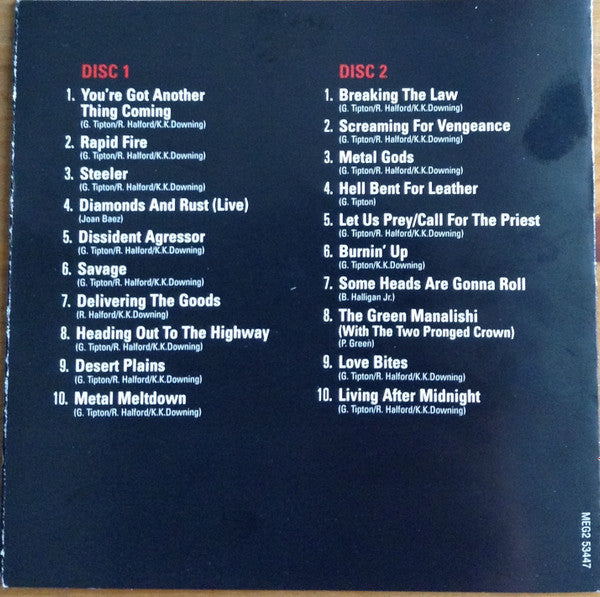 DISC 1
1. You're Got Another
Thing Coming
(G. Tipton/R. Halford/K.K.Downing)
2. Rapid Fire
(G. Tipton/R. Halford/K.K.Downing)
3. Steeler
(G. Tipton/R. Halford/K.K.Downing)
4. Diamonds And Rust (Live)
(Joan Baez)
5. Dissident Agressor
(G. Tipton/R. Halford/K.K.Downing)
6. Savage
(G. Tipton/R. Halford/K.K.Downing)
7. Delivering The Goods
(G. Tipton/R. Halford/K.K.Downing)
8. Heading Out To The Highway
(G. Tipton/R. Halford/K.K.Downing)
9. Desert Plains
(G. Tipton/R. Halford/K.K.Downing)
10. Metal Meltdown
(G. Tipton/R. Halford/K.K.Downing)
DISC 2
1. Breaking The Law
(G. Tipton/R. Halford/K.K.Downing)
2. Screaming For Vengeance
(G. Tipton/R. Halford/K.K.Downing)
3. Metal Gods
(G. Tipton/R. Halford/K.K.Downing)
4. Hell Bent For Leather
(G. Tipton)
5. Let Us Prey/Call For The Priest
(G. Tipton/R. Halford/K.K.Downing)
6. Burnin' Up
(G. Tipton/K.K.Downing)
7. Some Heads Are Gonna Roll
(B. Halligan Jr.)
8. The Green Manalishi
(With The Two Pronged Crown)
(P. Green)
9. Love Bites
(G. Tipton/R. Halford/K.K.Downing)
10. Living After Midnight
(G. Tipton/R. Halford/K.K.Downing)
MEG2 53447